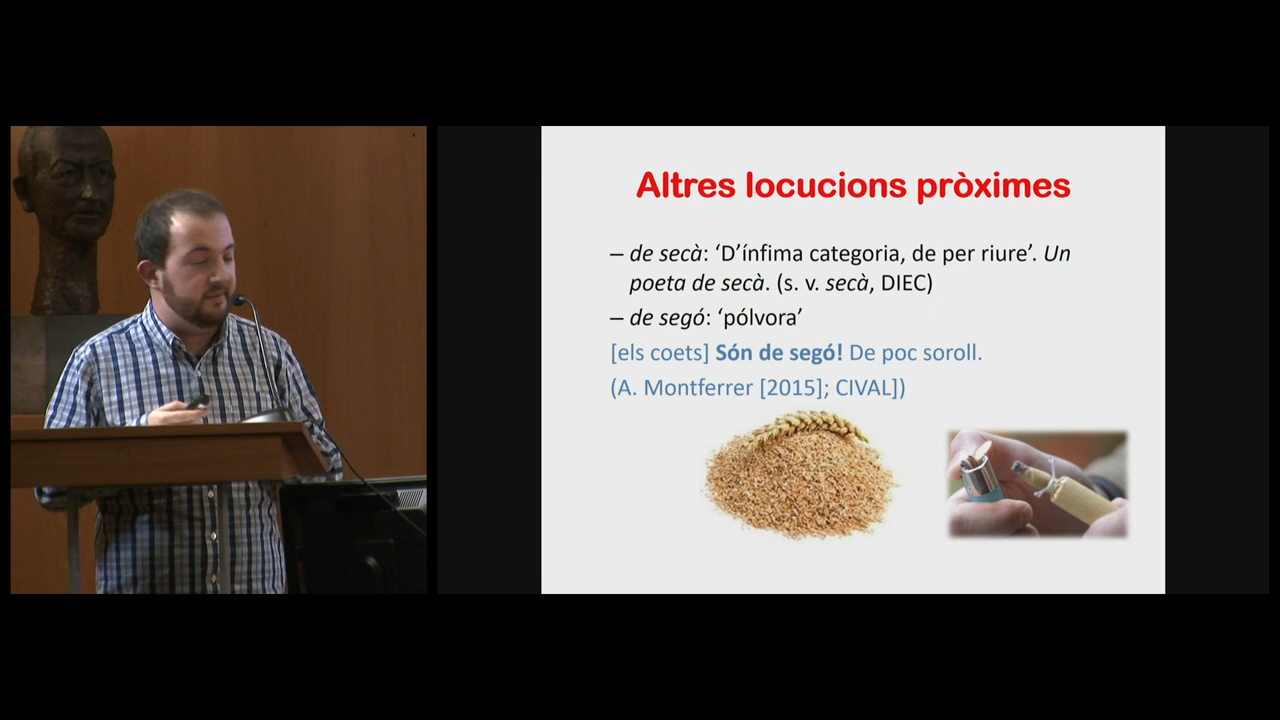 Altres locucions pròximes
– de secà: ‘D’ínfima categoria, de per riure’. Un
poeta de secà. (s. v. secà, DIEC)
– de segó: ‘pólvora’
[els coets] Són de segó! De poc soroll.
(A. Montferrer [2015]; CIVAL])